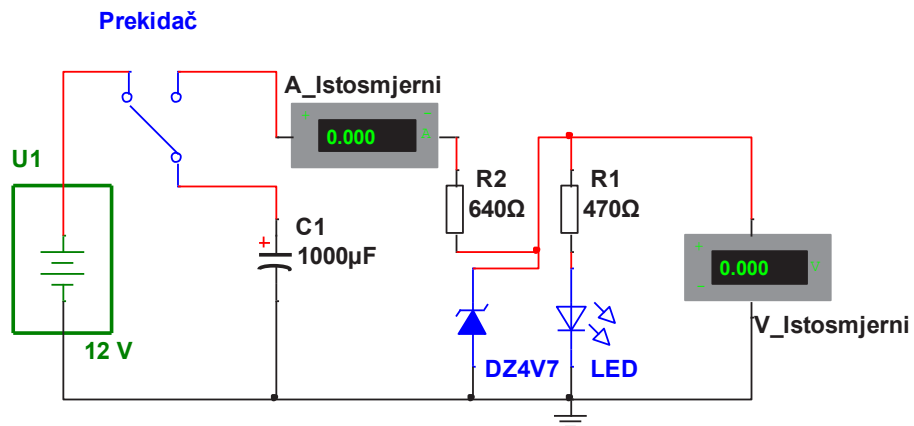 Prekidač
A_Istosmjerni
0.000 A
U1
R2
640Ω
R1
470Ω
C1
+
1000µF
+
0.000 V
−
V_Istosmjerni
12 V
DZ4V7
LED